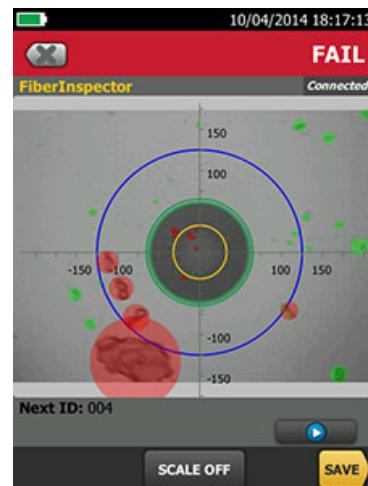 10/04/2014 18:17:13
FAIL
FiberInspector
Connected
150
100
-150 -100
100 150
-100
-150
Next ID: 004
SCALE OFF
SAVE